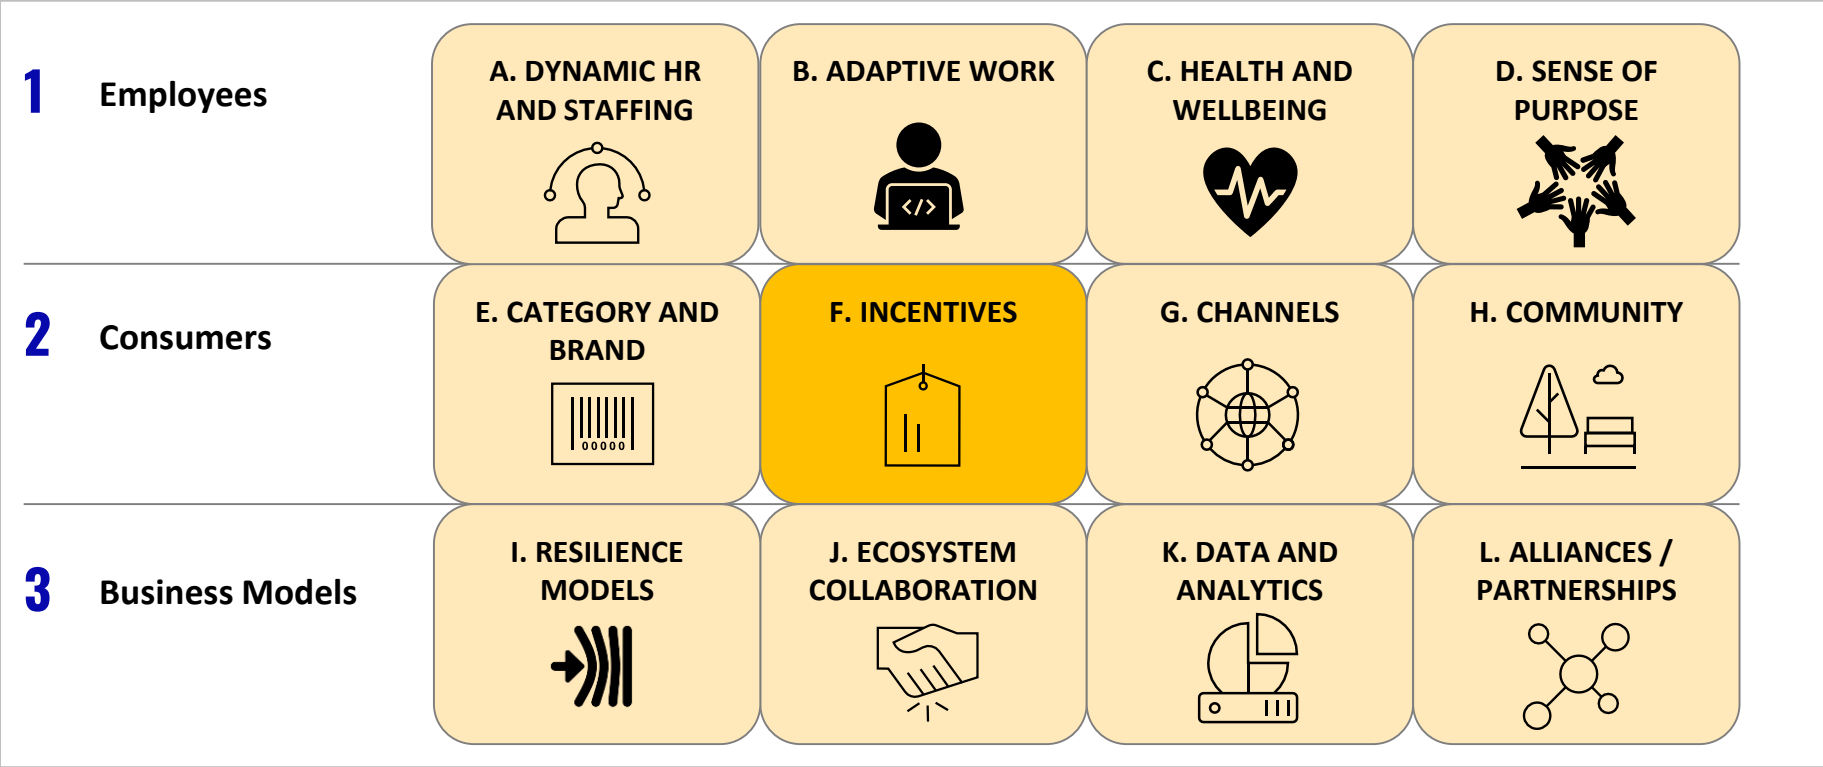 1 Employees
A. DYNAMIC HR
AND STAFFING
B. ADAPTIVE WORK
</>
C. HEALTH AND
WELLBEING
D. SENSE OF
PURPOSE
2 Consumers
E. CATEGORY AND
BRAND
00000
F. INCENTIVES
G. CHANNELS
H. COMMUNITY
3 Business Models
I. RESILIENCE
MODELS
J. ECOSYSTEM
COLLABORATION
K. DATA AND
ANALYTICS
L. ALLIANCES /
PARTNERSHIPS